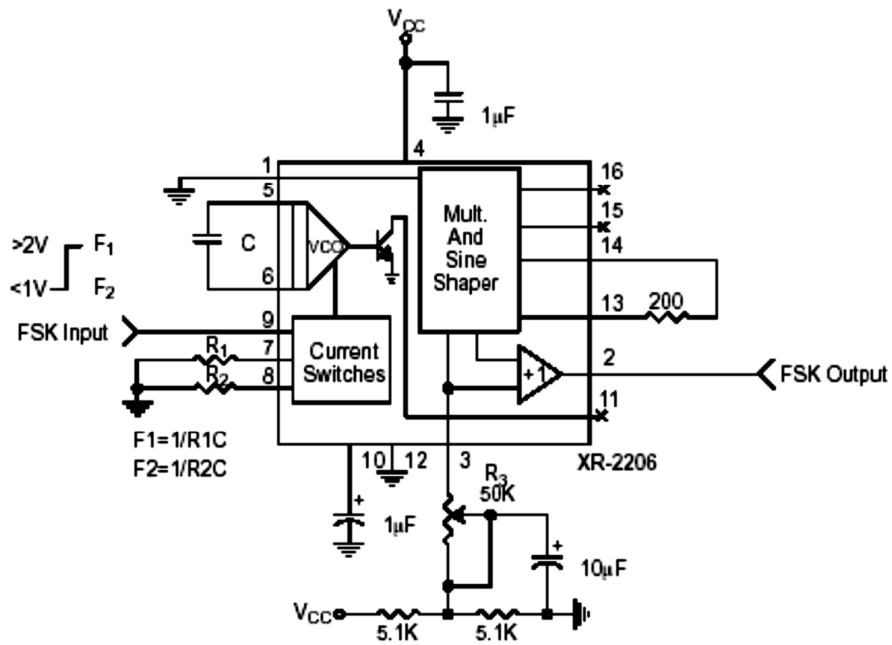 VCC
1μF
4
1
5
16
15
14
13
200
Mult.
And
Sine
Shaper
VCO
C
>2V
F1
<1V
F2
6
FSK Input
9
7
8
R1
R2
Current
Switches
+1
2
FSK Output
11
F1=1/R1C
F2=1/R2C
10
12
3
XR-2206
R3
50K
1μF
+
+
10μF
VCC
5.1K
5.1K